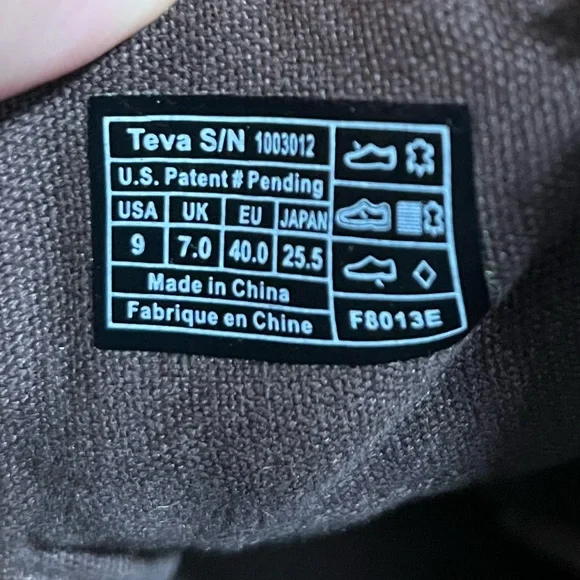 Teva S/N 1003012
U.S. Patent # Pending
USA UK EU JAPAN
9 7.0 40.0 25.5
Made in China
Fabrique en Chine
F8013E